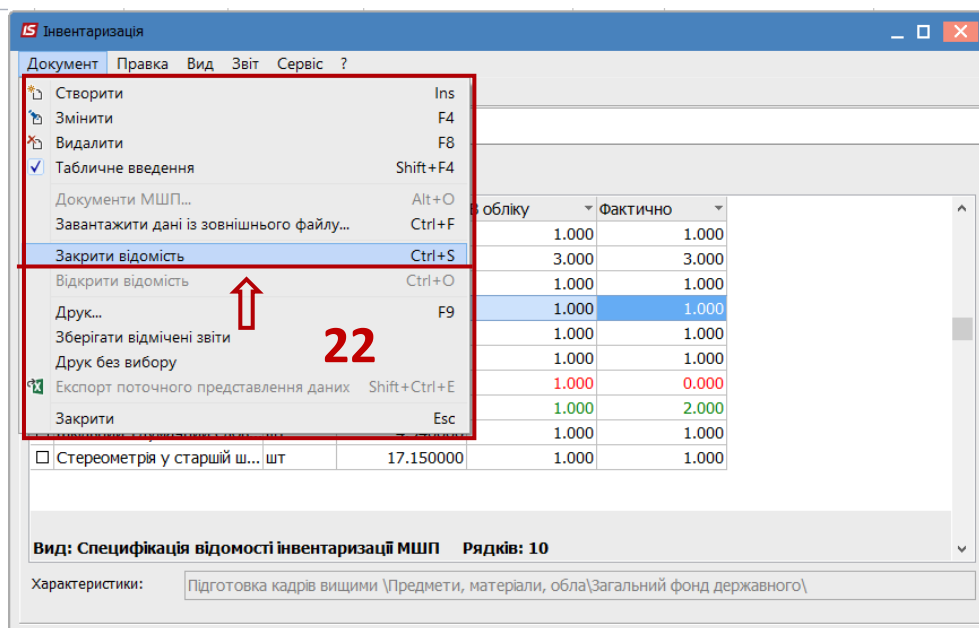 IS Інвентаризація
Документ Правка Вид Звіт Сервіс ?
Створити Ins
Змінити F4
Видалити F8
Табличне введення Shift+F4
Документи МШП... Alt+O
Завантажити дані із зовнішнього файлу... Ctrl+F
Закрити відомість Ctrl+S
Відкрити відомість Ctrl+O
Друк... F9
Зберігати відмічені звіти
Друк без вибору
Експорт поточного представлення даних Shift+Ctrl+E
Закрити Esc
22
обліку Фактично
1.000 1.000
3.000 3.000
1.000 1.000
1.000 1.000
1.000 1.000
1.000 1.000
1.000 0.000
1.000 2.000
1.000 1.000
Стереометрія у старшій ш... шт 17.150000 1.000 1.000
Вид: Специфікація відомості інвентаризації МШП Рядків: 10
Характеристики: Підготовка кадрів вищими \Предмети, матеріали, обла\Загальний фонд державного\